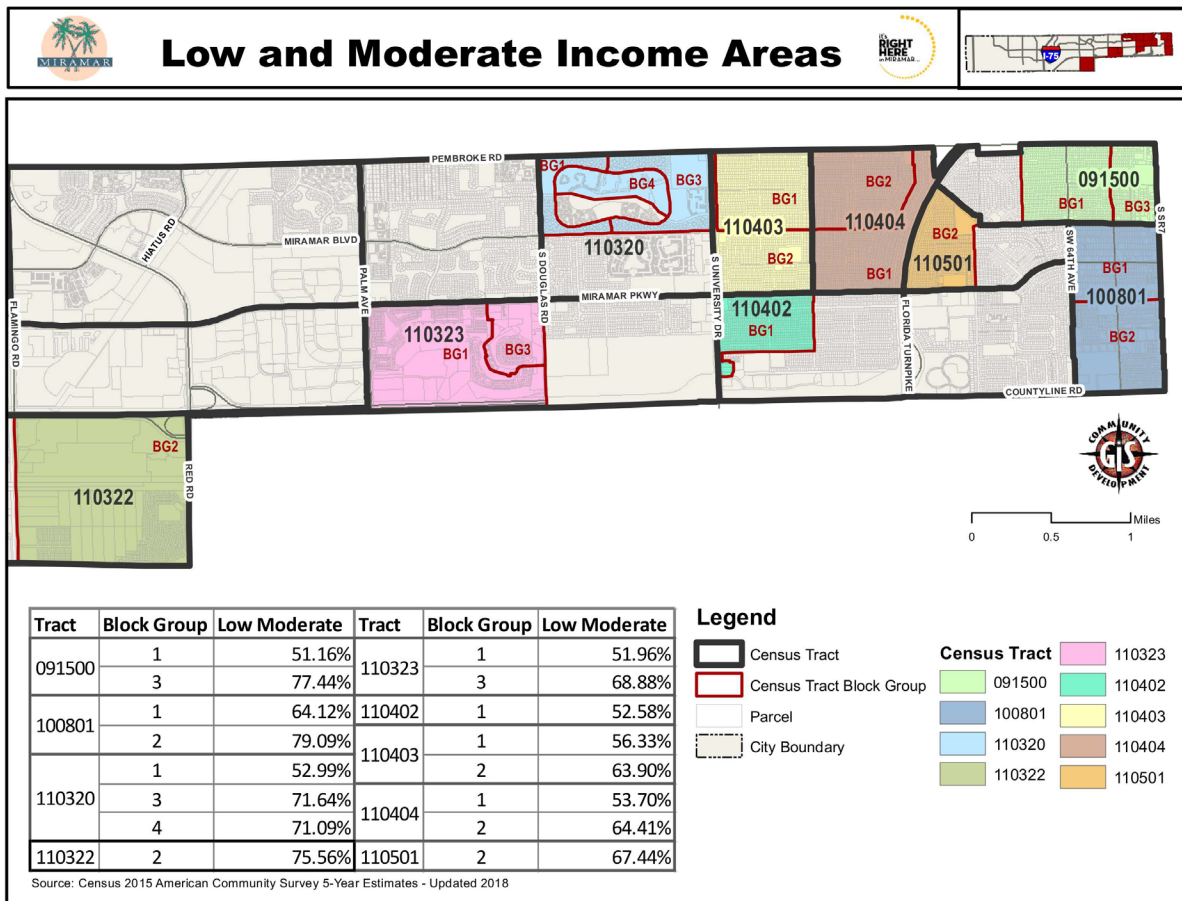 MIRAMAR
Low and Moderate Income Areas
it's
RIGHT
HERE
in MIRAMAR...
I-75
PEMBROKE RD
HIATUS RD
MIRAMAR BLVD
PALM AVE
S DOUGLAS RD
MIRAMAR PKWY
S UNIVERSITY DR
FLORIDA TURNPIKE
SW 64TH AVE
S SR7
FLAMINGO RD
COUNTYLINE RD
RED RD
BG1
BG4
BG3
110320
BG1
110403
BG2
BG2
110404
BG1
BG2
110501
091500
BG1
BG3
BG1
100801
BG2
110402
BG1
110323
BG1
BG3
BG2
110322
COMMUNITY
GIS
DEVELOPMENT
Miles
0 0.5 1
Tract Block Group Low Moderate Tract Block Group Low Moderate
091500 1 51.16% 110323 1 51.96%
3 77.44% 3 68.88%
100801 1 64.12% 110402 1 52.58%
2 79.09% 110403 1 56.33%
110320 1 52.99% 2 63.90%
3 71.64% 110404 1 53.70%
4 71.09% 2 64.41%
110322 2 75.56% 110501 2 67.44%
Source: Census 2015 American Community Survey 5-Year Estimates - Updated 2018
Legend
Census Tract
Census Tract Block Group
Parcel
City Boundary
Census Tract
091500
100801
110320
110322
110323
110402
110403
110404
110501